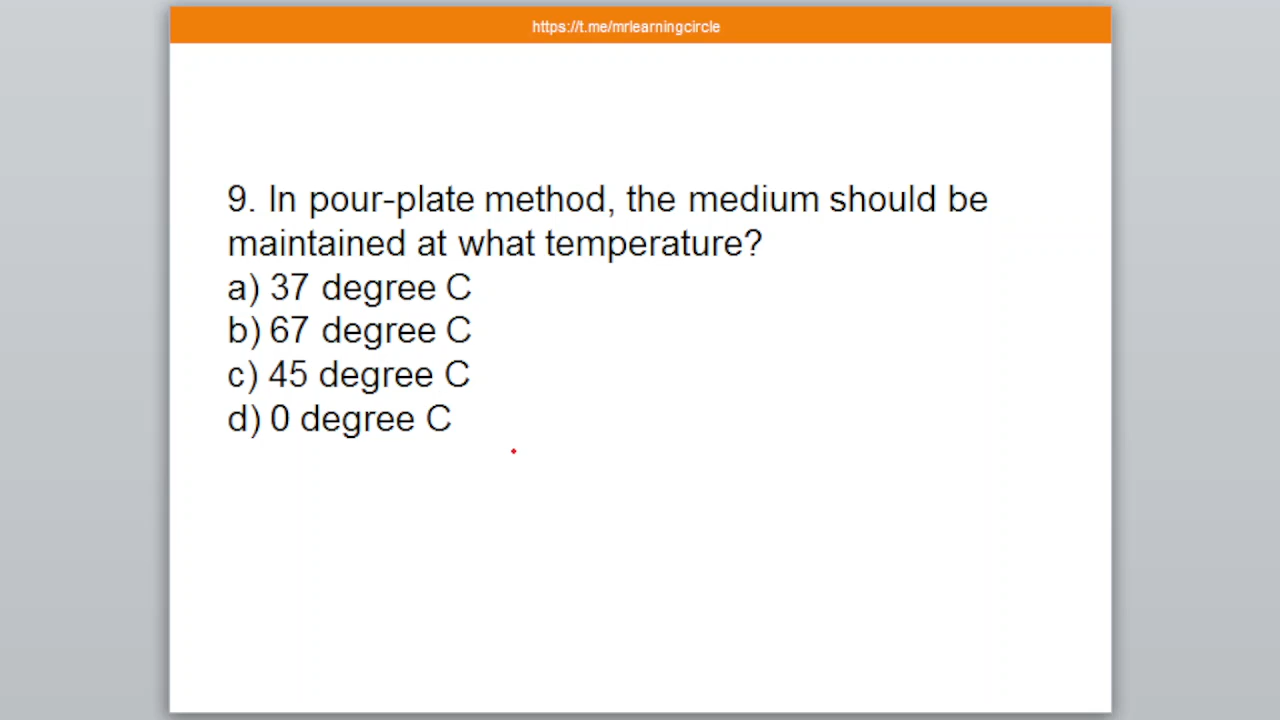 https://t.me/mrlearningcircle
9. In pour-plate method, the medium should be
maintained at what temperature?
a) 37 degree C
b) 67 degree C
c) 45 degree C
d) 0 degree C